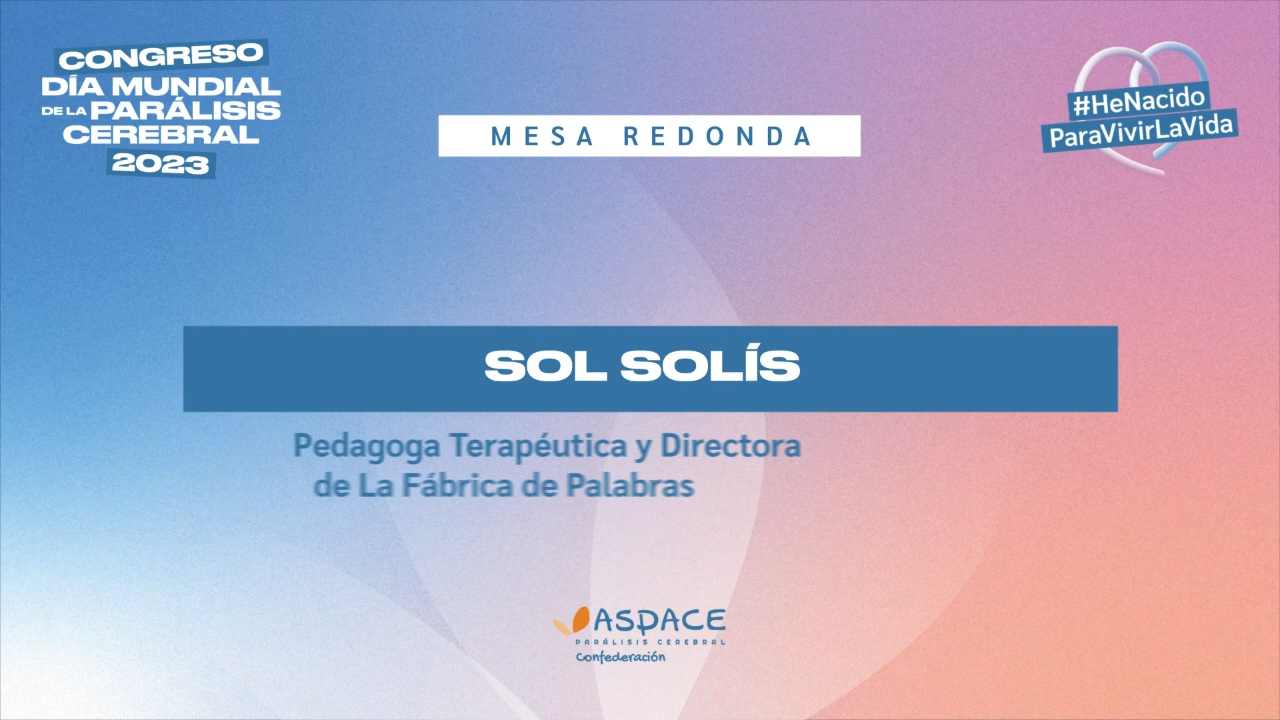 CONGRESO
DÍA MUNDIAL
DE LA PARÁLISIS
CEREBRAL
2023
#HeNacido
ParaVivirLaVida
MESA REDONDA
SOL SOLÍS
Pedagoga Terapéutica y Directora
de La Fábrica de Palabras
ASPACE
PARÁLISIS CEREBRAL
Confederación